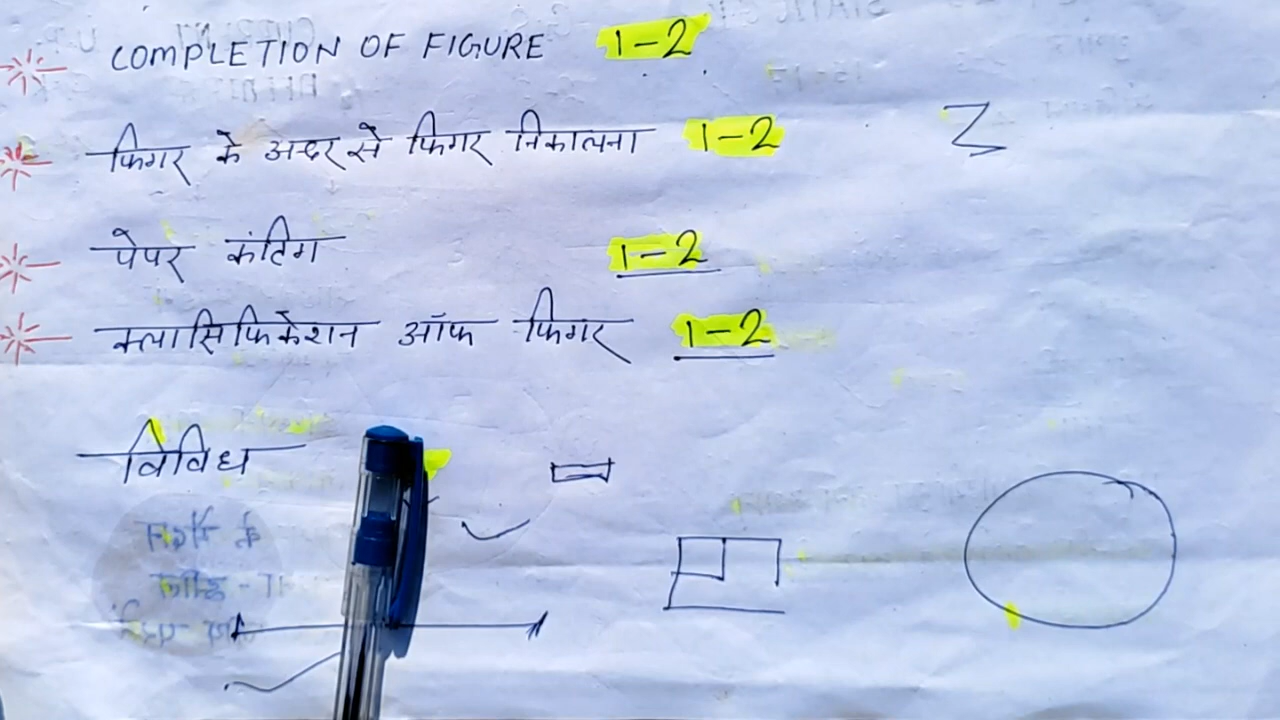 COMPLETION OF FIGURE 1-2
फिगर के अन्दर से फिगर निकालना 1-2
पेपर कंटिग 1-2
क्लासिफिकेशन ऑफ फिगर 1-2
विविध